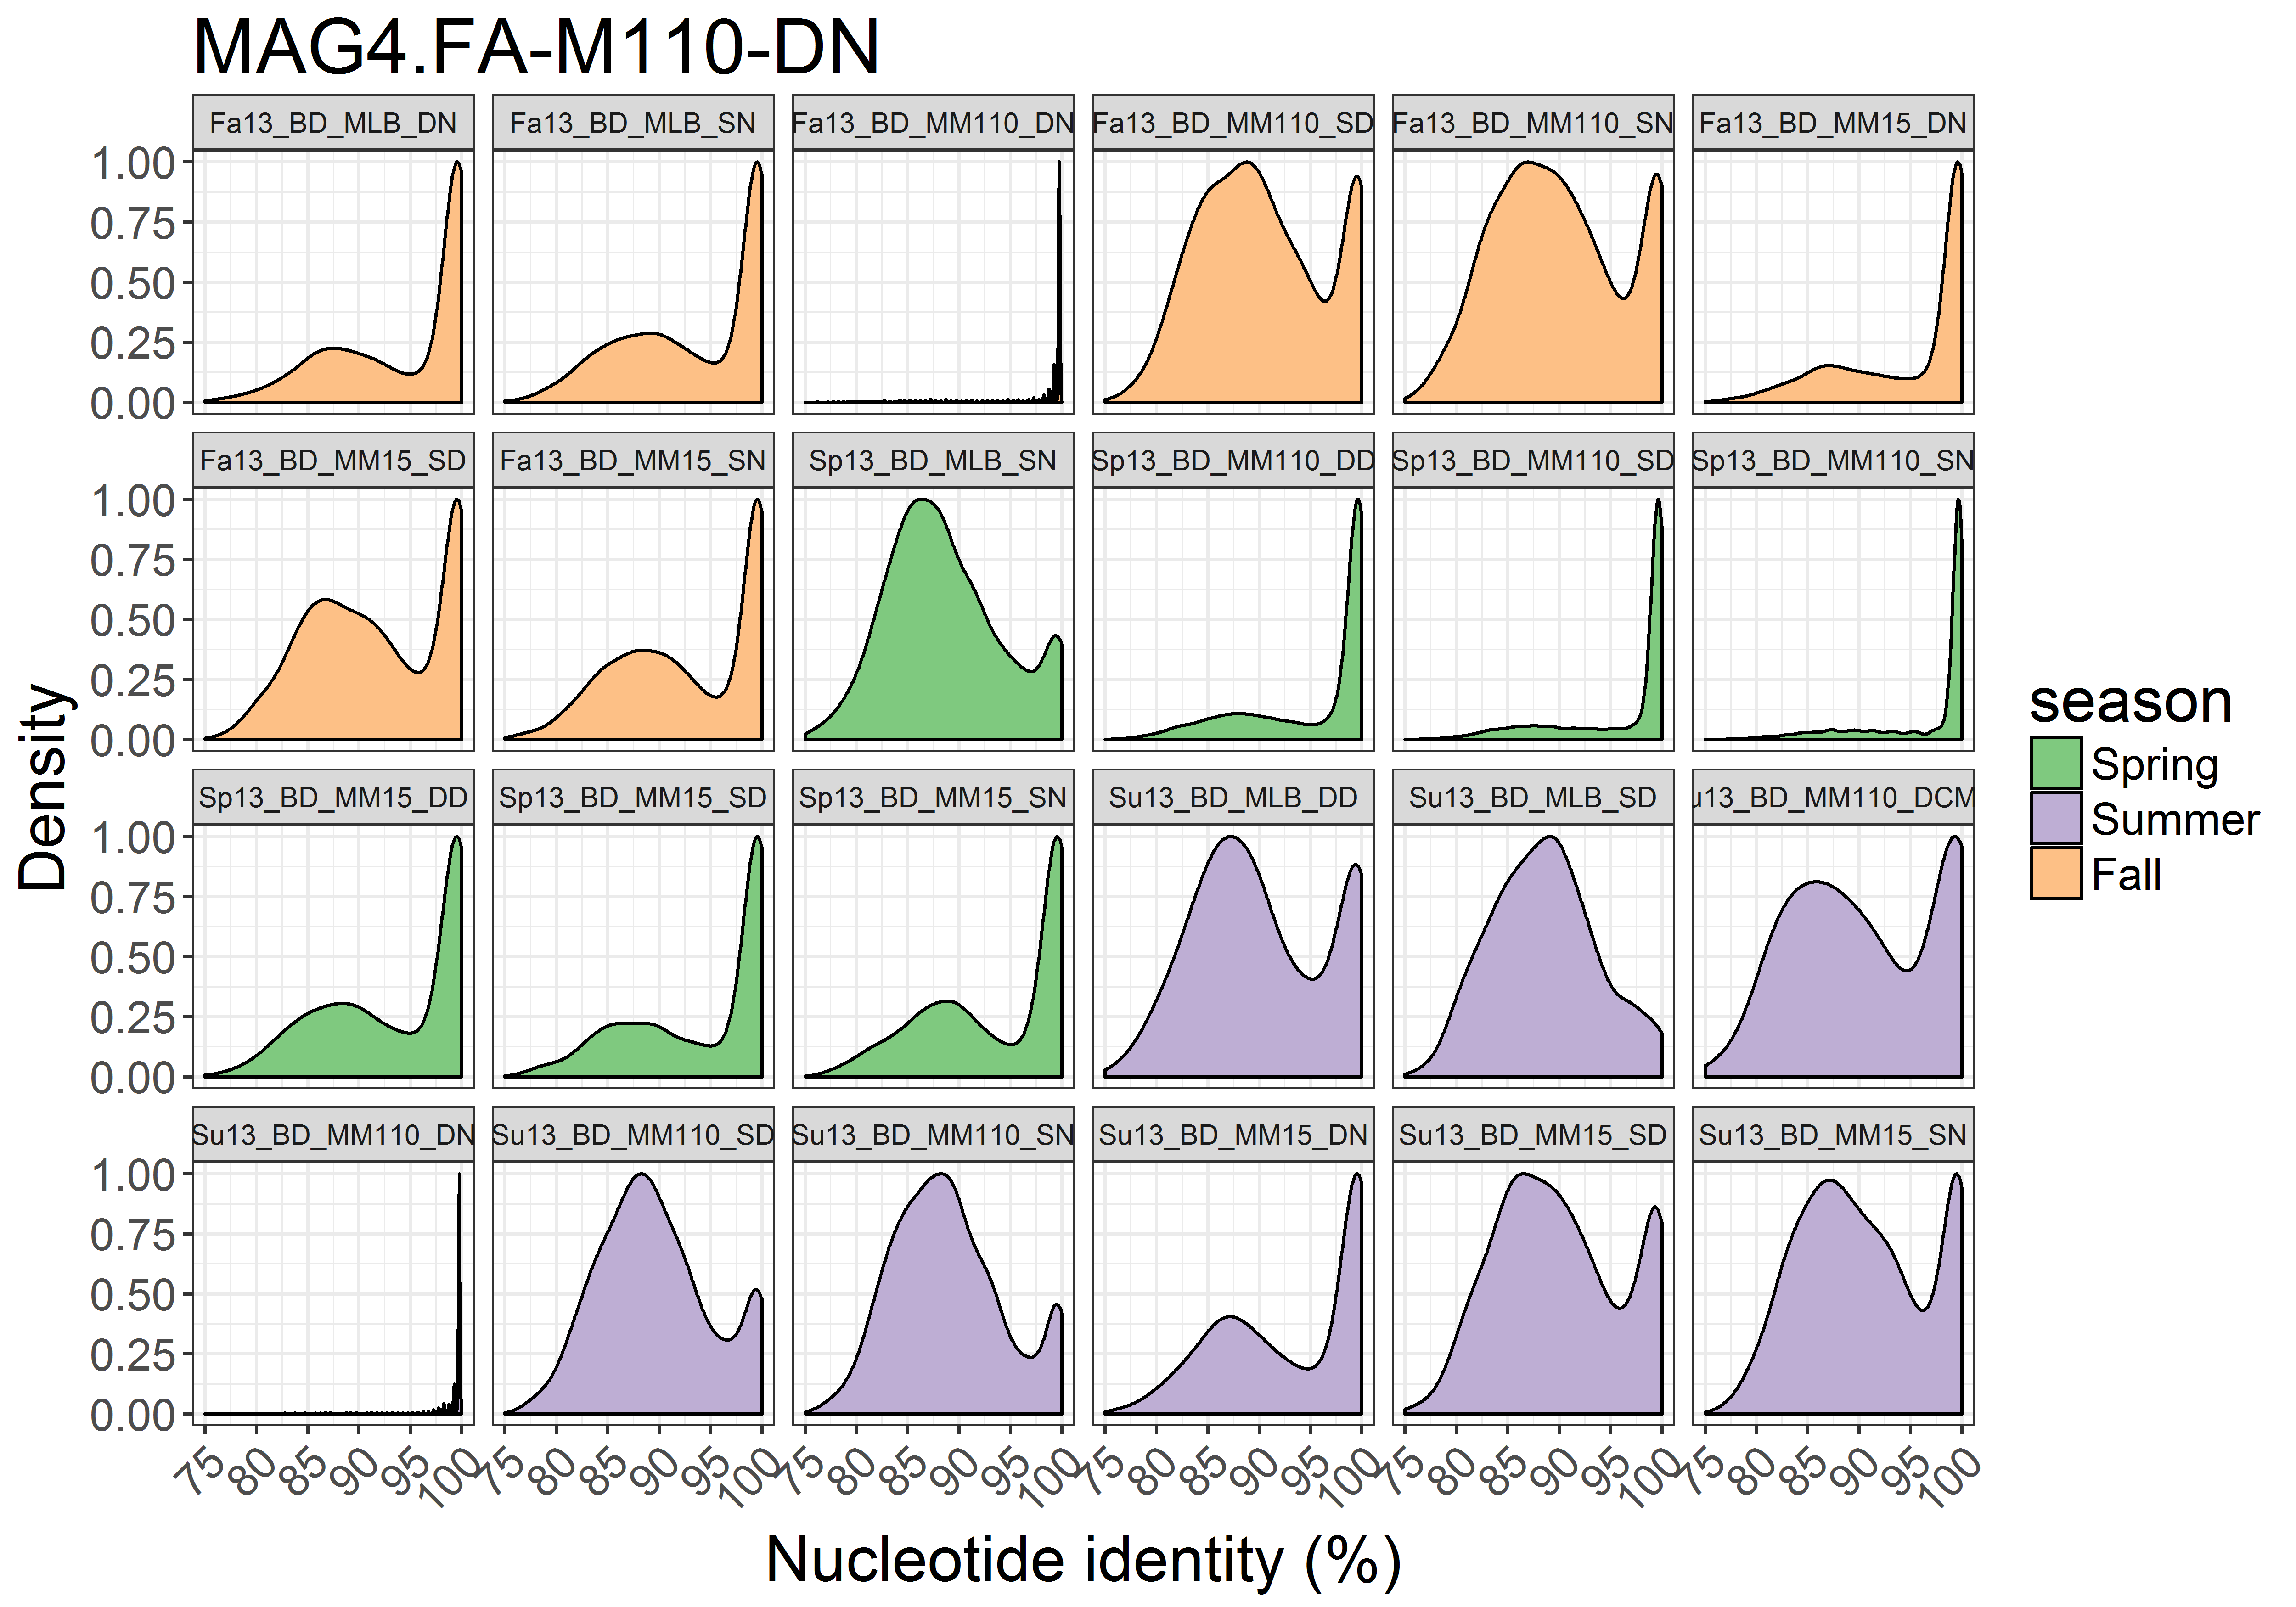 MAG4.FA-M110-DN
Fa13_BD_MLB_DN Fa13_BD_MLB_SN Fa13_BD_MM110_DN Fa13_BD_MM110_SD Fa13_BD_MM110_SN Fa13_BD_MM15_DN
1.00
0.75
0.50
0.25
0.00
Fa13_BD_MM15_SD Fa13_BD_MM15_SN Sp13_BD_MLB_SN Sp13_BD_MM110_DD Sp13_BD_MM110_SD Sp13_BD_MM110_SN
1.00
0.75
0.50
0.25
0.00
Sp13_BD_MM15_DD Sp13_BD_MM15_SD Sp13_BD_MM15_SN Su13_BD_MLB_DD Su13_BD_MLB_SD u13_BD_MM110_DCM
1.00
0.75
0.50
0.25
0.00
Su13_BD_MM110_DN Su13_BD_MM110_SD Su13_BD_MM110_SN Su13_BD_MM15_DN Su13_BD_MM15_SD Su13_BD_MM15_SN
1.00
0.75
0.50
0.25
0.00
75 80 85 90 95 100 75 80 85 90 95 100 75 80 85 90 95 100 75 80 85 90 95 100 75 80 85 90 95 100 75 80 85 90 95 100
Nucleotide identity (%)
Density
season
Spring
Summer
Fall